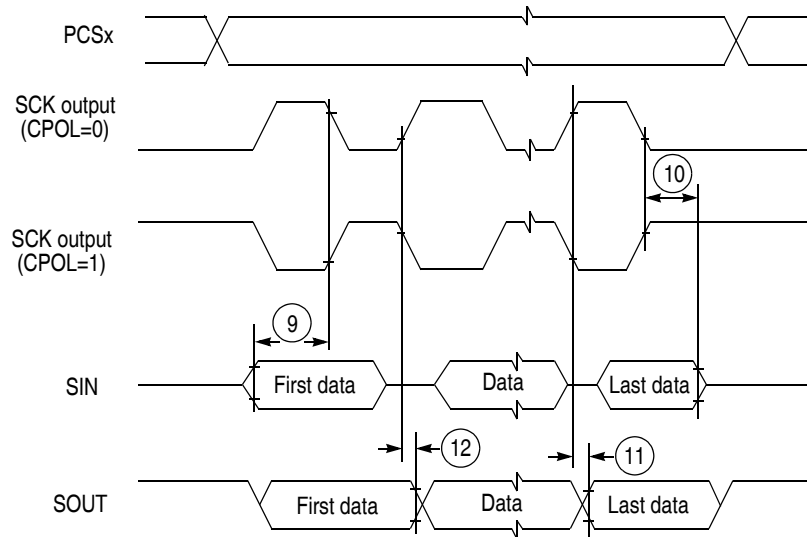 PCSx
SCK output
(CPOL=0)
10
SCK output
(CPOL=1)
9
SIN
First data
Data
Last data
12
11
SOUT
First data
Data
Last data